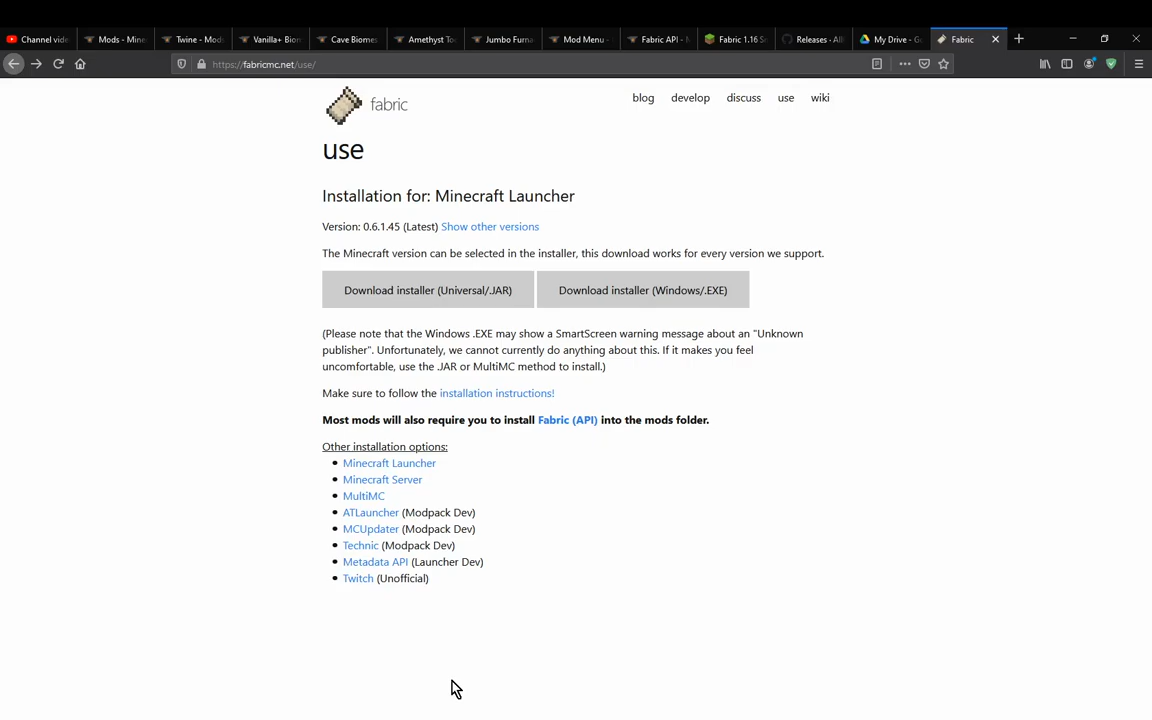 Channel vide
Mods - Mine
Twine - Mod
Vanilla+ Bion
Cave Biomes
Amethyst To
Jumbo Furna
Mod Menu -
Fabric API - M
Fabric 1.16 S
Releases · All
My Drive - G
Fabric
https://fabricmc.net/use/
fabric
blog develop discuss use wiki
use
Installation for: Minecraft Launcher
Version: 0.6.1.45 (Latest) Show other versions
The Minecraft version can be selected in the installer, this download works for every version we support.
Download installer (Universal/.JAR) Download installer (Windows/.EXE)
(Please note that the Windows .EXE may show a SmartScreen warning message about an "Unknown
publisher". Unfortunately, we cannot currently do anything about this. If it makes you feel
uncomfortable, use the .JAR or MultiMC method to install.)
Make sure to follow the installation instructions!
Most mods will also require you to install Fabric (API) into the mods folder.
Other installation options:
Minecraft Launcher
Minecraft Server
MultiMC
ATLauncher (Modpack Dev)
MCUpdater (Modpack Dev)
Technic (Modpack Dev)
Metadata API (Launcher Dev)
Twitch (Unofficial)